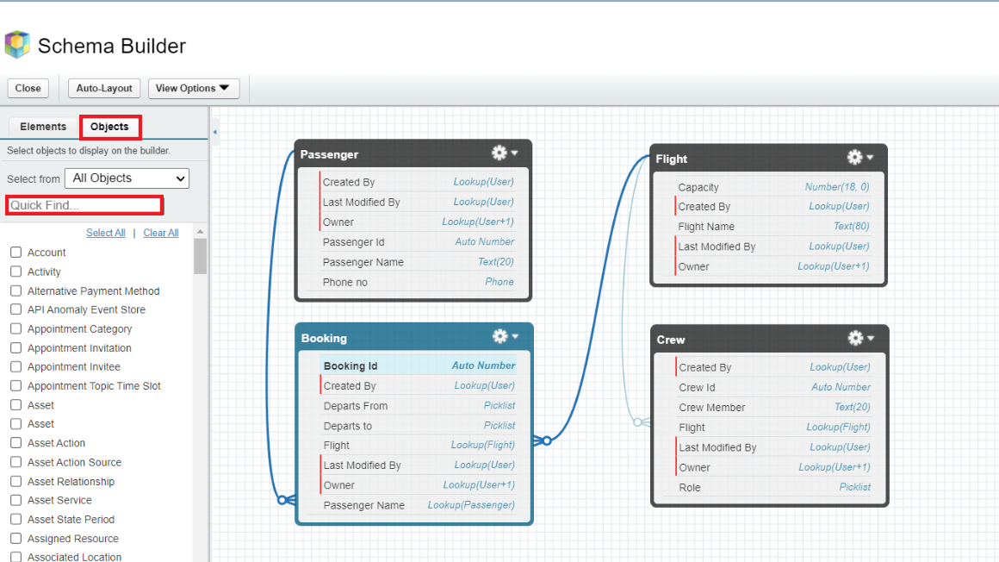 Schema Builder
Close
Auto-Layout
View Options
Elements
Objects
Select objects to display on the builder.
Select from
All Objects
Quick Find...
Select All | Clear All
Account
Activity
Alternative Payment Method
API Anomaly Event Store
Appointment Category
Appointment Invitation
Appointment Invitee
Appointment Topic Time Slot
Asset
Asset
Asset Action
Asset Action Source
Asset Relationship
Asset Service
Asset State Period
Assigned Resource
Associated Location
Passenger
Created By Lookup(User)
Last Modified By Lookup(User)
Owner Lookup(User+1)
Passenger Id Auto Number
Passenger Name Text(20)
Phone no Phone
Booking
Booking Id Auto Number
Created By Lookup(User)
Departs From Picklist
Departs to Picklist
Flight Lookup(Flight)
Last Modified By Lookup(User)
Owner Lookup(User+1)
Passenger Name Lookup(Passenger)
Flight
Capacity Number(18, 0)
Created By Lookup(User)
Flight Name Text(80)
Last Modified By Lookup(User)
Owner Lookup(User+1)
Crew
Created By Lookup(User)
Crew Id Auto Number
Crew Member Text(20)
Flight Lookup(Flight)
Last Modified By Lookup(User)
Owner Lookup(User+1)
Role Picklist